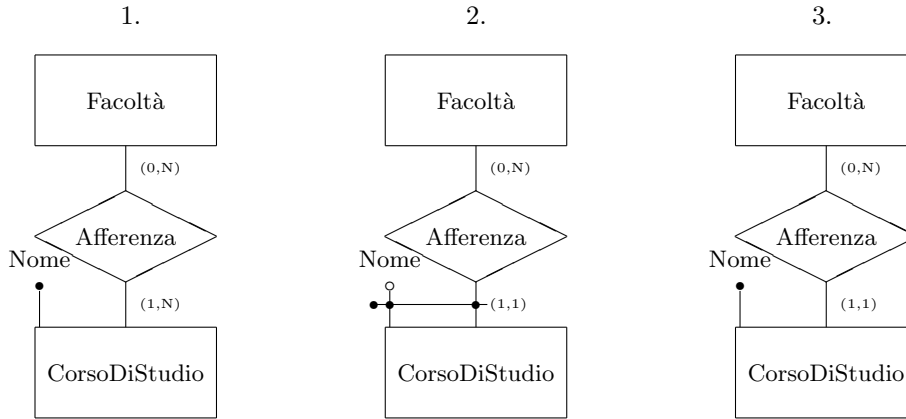 1.
2.
3.
Facoltà
Facoltà
Facoltà
(0,N)
(0,N)
(0,N)
Afferenza
Afferenza
Afferenza
Nome
Nome
Nome
(1,N)
(1,1)
(1,1)
CorsoDiStudio
CorsoDiStudio
CorsoDiStudio